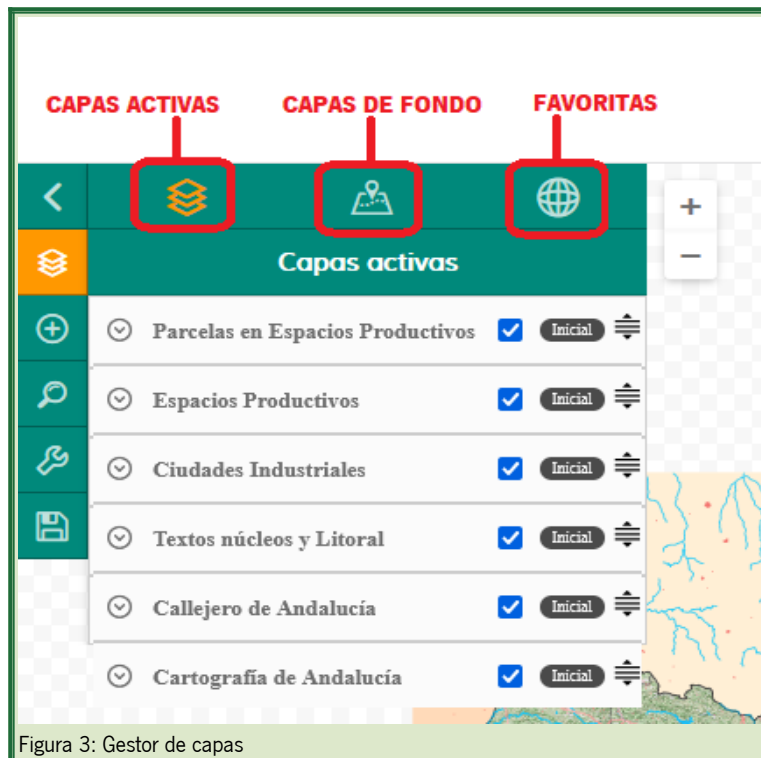 CAPAS ACTIVAS CAPAS DE FONDO FAVORITAS
+
Capas activas
−
Parcelas en Espacios Productivos Inicial
Espacios Productivos Inicial
Ciudades Industriales Inicial
Textos núcleos y Litoral Inicial
Callejero de Andalucía Inicial
Cartografía de Andalucía Inicial
Figura 3: Gestor de capas